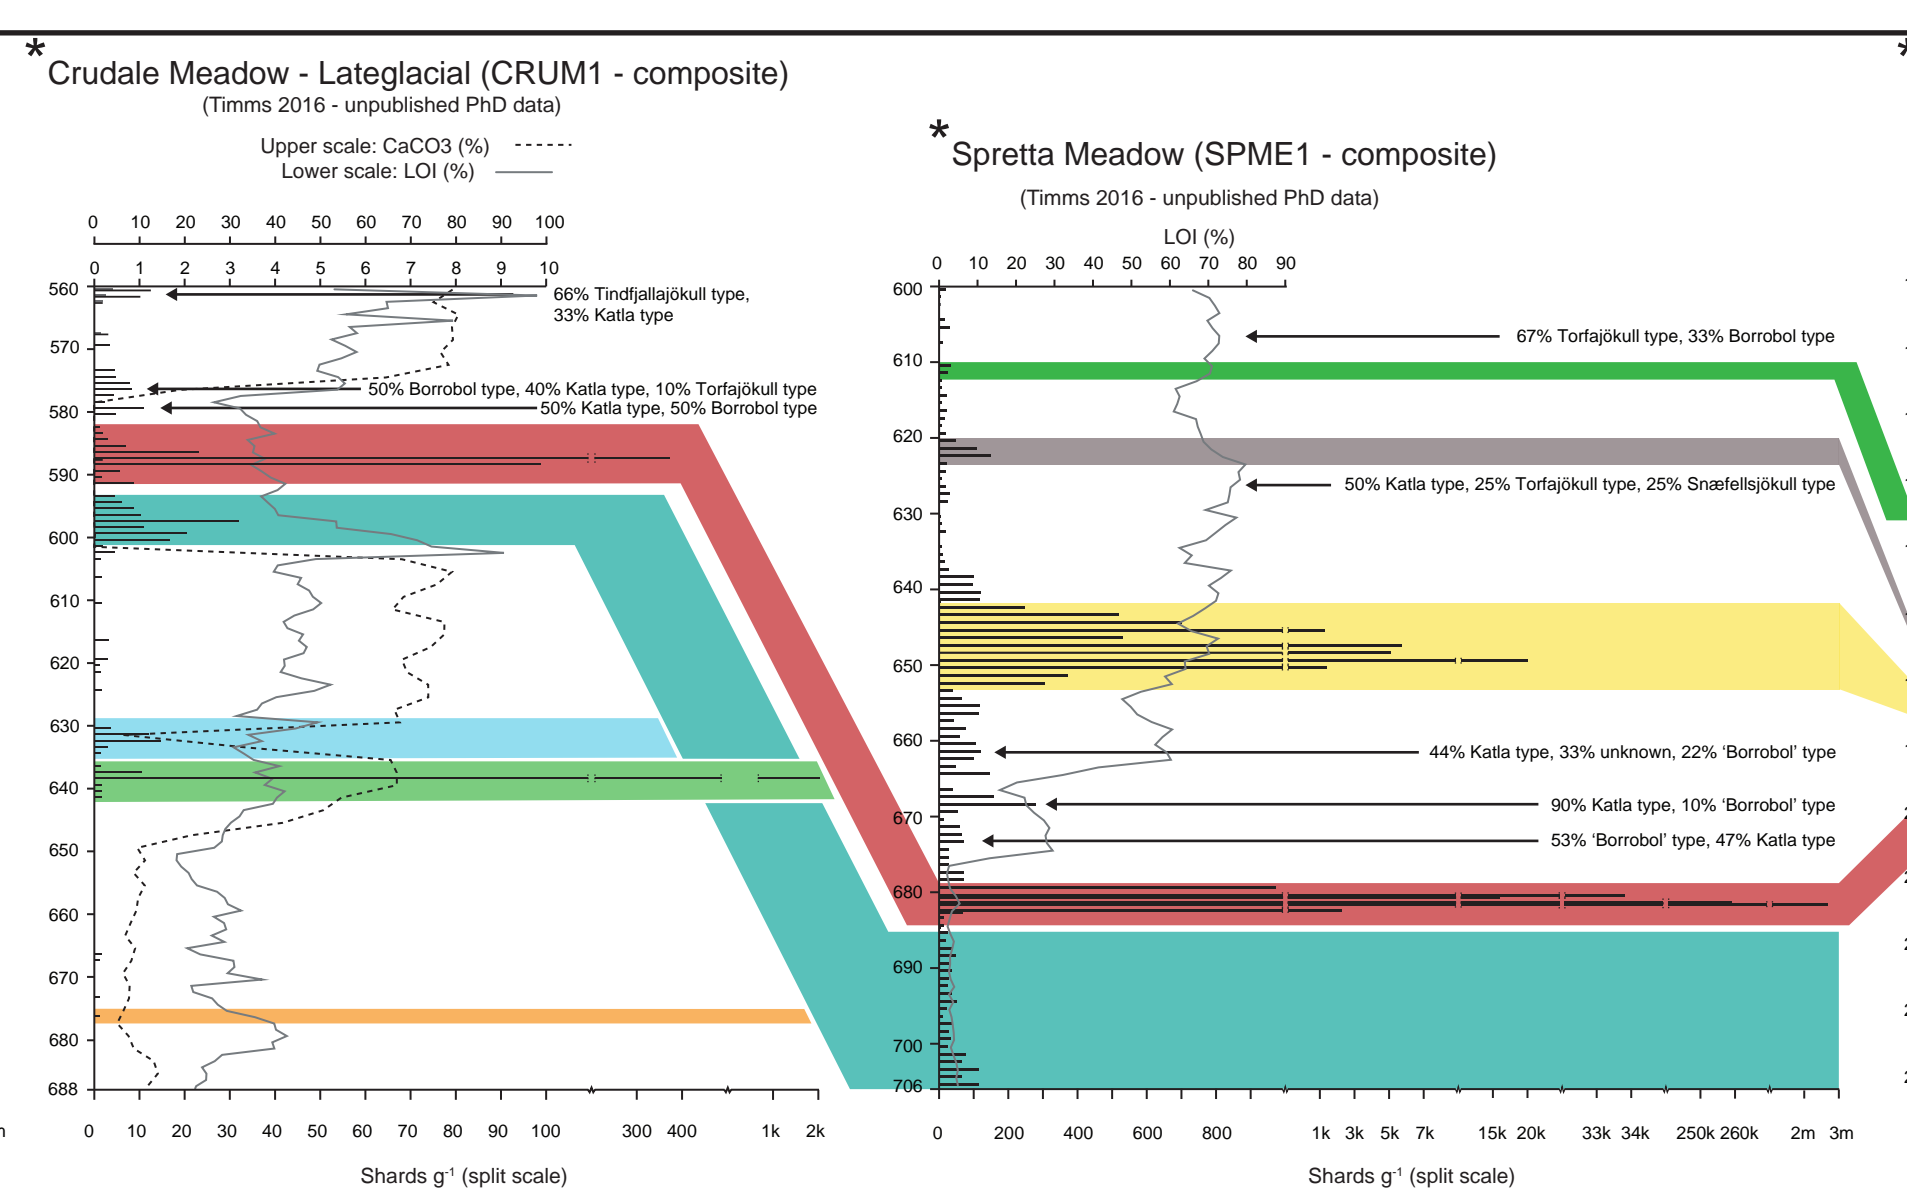 *
Crudale Meadow - Lateglacial (CRUM1 - composite)
(Timms 2016 - unpublished PhD data)
Upper scale: CaCO3 (%)
Lower scale: LOI (%)
0 10 20 30 40 50 60 70 80 90 100
0 1 2 3 4 5 6 7 8 9 10
560
570
580
590
600
610
620
630
640
650
660
670
680
688
66% Tindfjallajökull type,
33% Katla type
50% Borrobol type, 40% Katla type, 10% Torfajökull type
50% Katla type, 50% Borrobol type
0 10 20 30 40 50 60 70 80 90 100 300 400 1k 2k
Shards g-1 (split scale)
*
Spretta Meadow (SPME1 - composite)
(Timms 2016 - unpublished PhD data)
LOI (%)
0 10 20 30 40 50 60 70 80 90
600
610
620
630
640
650
660
670
680
690
700
706
67% Torfajökull type, 33% Borrobol type
50% Katla type, 25% Torfajökull type, 25% Snæfellsjökull type
44% Katla type, 33% unknown, 22% ‘Borrobol’ type
90% Katla type, 10% ‘Borrobol’ type
53% ‘Borrobol’ type, 47% Katla type
0 200 400 600 800 1k 3k 5k 7k 15k 20k 33k 34k 250k 260k 2m 3m
Shards g-1 (split scale)